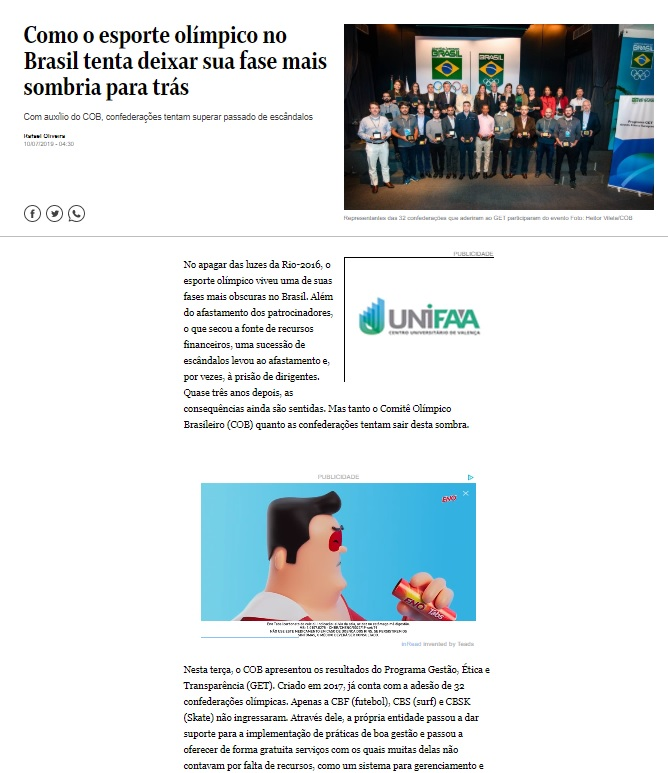 Como o esporte olímpico no
Brasil tenta deixar sua fase mais
sombria para trás
Com auxílio do COB, confederações tentam superar passado de escândalos
Rafael Oliveira
10/07/2019 - 04:30
BRASIL
BRASIL
Programa GET
Representantes das 32 confederações que aderiram ao GET participaram do evento Foto: Heitor Vilela/COB
PUBLICIDADE
No apagar das luzes da Rio-2016, o
esporte olímpico viveu uma de suas
fases mais obscuras no Brasil. Além
do afastamento dos patrocinadores,
o que secou a fonte de recursos
financeiros, uma sucessão de
escândalos levou ao afastamento e,
por vezes, à prisão de dirigentes.
Quase três anos depois, as
consequências ainda são sentidas. Mas tanto o Comitê Olímpico
Brasileiro (COB) quanto as confederações tentam sair desta sombra.
UNIFAA
CENTRO UNIVERSITÁRIO DE VALENÇA
PUBLICIDADE
ENO
ENO Tabs
inRead invented by Teads
Nesta terça, o COB apresentou os resultados do Programa Gestão, Ética e
Transparência (GET). Criado em 2017, já conta com a adesão de 32
confederações olímpicas. Apenas a CBF (futebol), CBS (surf) e CBSK
(Skate) não ingressaram. Através dele, a própria entidade passou a dar
suporte para a implementação de práticas de boa gestão e passou a
oferecer de forma gratuita serviços com os quais muitas delas não
contavam por falta de recursos, como um sistema para gerenciamento e